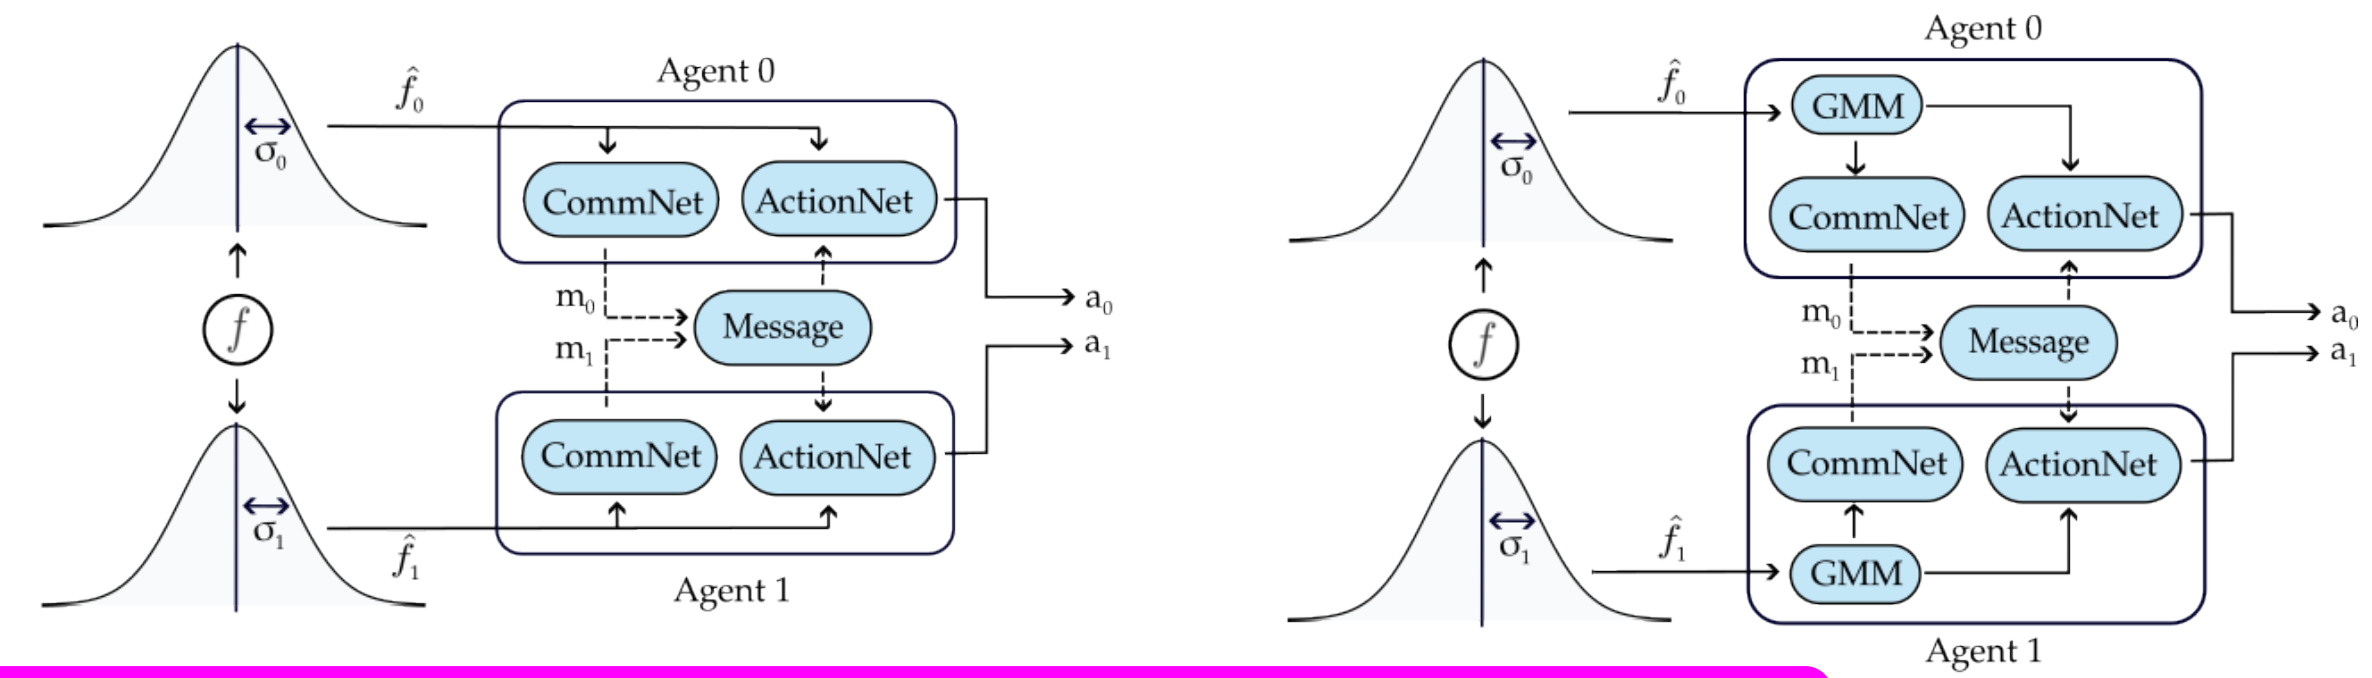 Agent 0
f̂₀
σ₀
CommNet
ActionNet
m₀
Message
a₀
f
m₁
a₁
CommNet
ActionNet
σ₁
f̂₁
Agent 1
Agent 0
f̂₀
GMM
σ₀
CommNet
ActionNet
m₀
Message
a₀
f
m₁
a₁
CommNet
ActionNet
σ₁
f̂₁
GMM
Agent 1